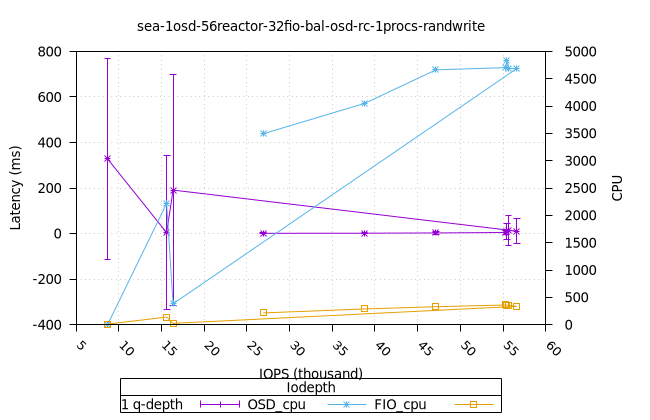 sea-1osd-56reactor-32fio-bal-osd-rc-1procs-randwrite
800 5000
600 4500
400 4000
200 3500
0 3000
-200 2500
-400 2000
1500
1000
500
0
Latency (ms)
CPU
5 10 15 20 25 30 35 40 45 50 55 60
IOPS (thousand)
Iodepth
1 q-depth OSD_cpu FIO_cpu